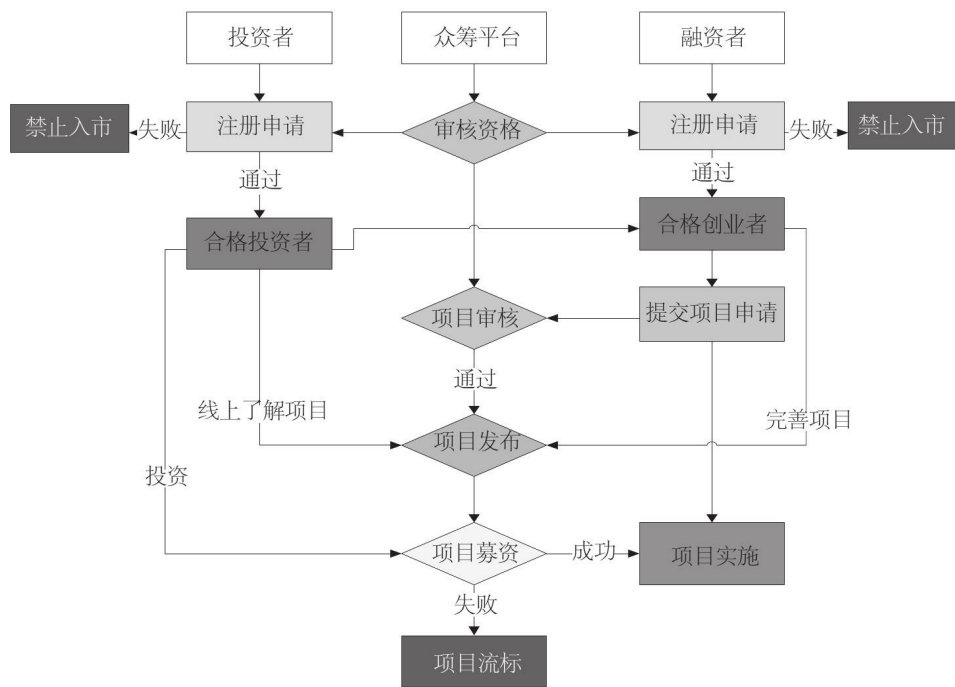 投资者
众筹平台
融资者
禁止入市
失败
注册申请
审核资格
注册申请
失败
禁止入市
通过
通过
合格投资者
合格创业者
项目审核
提交项目申请
通过
线上了解项目
项目发布
完善项目
投资
项目募资
成功
项目实施
失败
项目流标